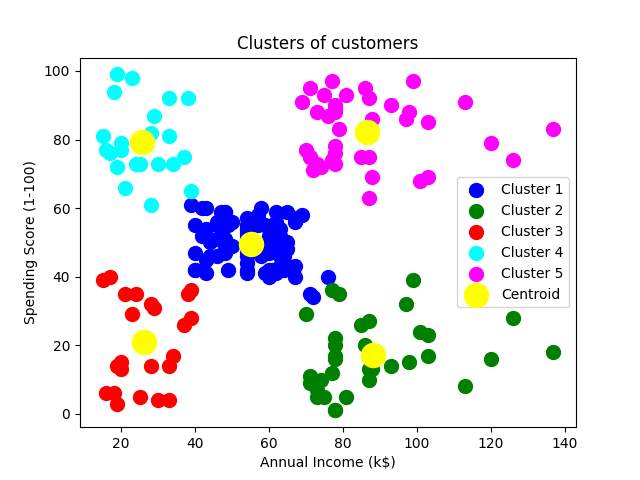 Clusters of customers
Spending Score (1-100)
100
80
60
40
20
0
Cluster 1
Cluster 2
Cluster 3
Cluster 4
Cluster 5
Centroid
20 40 60 80 100 120 140
Annual Income (k$)